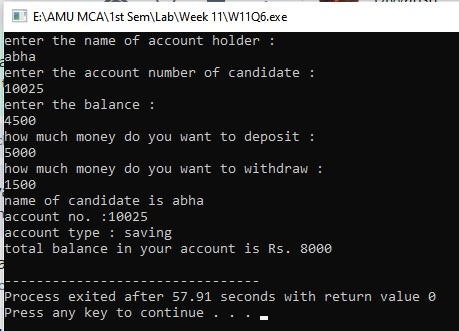 E:\AMU MCA\1st Sem\Lab\Week 11\W11Q6.exe
enter the name of account holder :
abha
enter the account number of candidate :
10025
enter the balance :
4500
how much money do you want to deposit :
5000
how much money do you want to withdraw :
1500
name of candidate is abha
account no. :10025
account type : saving
total balance in your account is Rs. 8000
--------------------------------
Process exited after 57.91 seconds with return value 0
Press any key to continue . . .